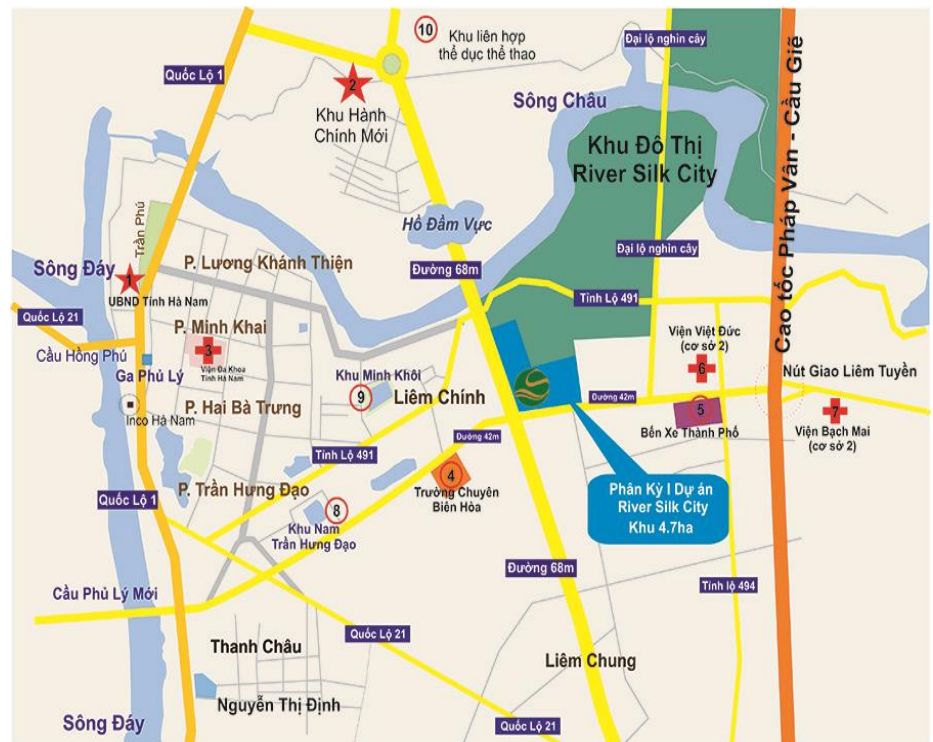 10
Khu liên hợp
thể dục thể thao
Đại lộ nghìn cây
Quốc Lộ 1
2
Khu Hành
Chính Mới
Sông Châu
Khu Đô Thị
River Silk City
Cao tốc Pháp Vân - Cầu Giẽ
Trần Phú
Hồ Đầm Vực
Đại lộ nghìn cây
Sông Đáy
P. Lương Khánh Thiện
Đường 68m
1
UBND Tỉnh Hà Nam
Tỉnh Lộ 491
Quốc Lộ 21
P. Minh Khai
Viện Việt Đức
(cơ sở 2)
Cầu Hồng Phú
3
Viện Đa Khoa
Tỉnh Hà Nam
6
Ga Phủ Lý
Khu Minh Khôi
Nút Giao Liêm Tuyền
9
Liêm Chính
Đường 42m
P. Hai Bà Trưng
5
7
Inco Hà Nam
Bến Xe Thành Phố
Viện Bạch Mai
(cơ sở 2)
Đường 42m
Tỉnh Lộ 491
4
Trường Chuyên
Biên Hòa
P. Trần Hưng Đạo
Quốc Lộ 1
Phân Kỳ I Dự án
River Silk City
Khu 4.7ha
8
Khu Nam
Trần Hưng Đạo
Đường 68m
Cầu Phủ Lý Mới
Tỉnh lộ 494
Quốc Lộ 21
Thanh Châu
Liêm Chung
Nguyễn Thị Định
Sông Đáy
Quốc Lộ 21